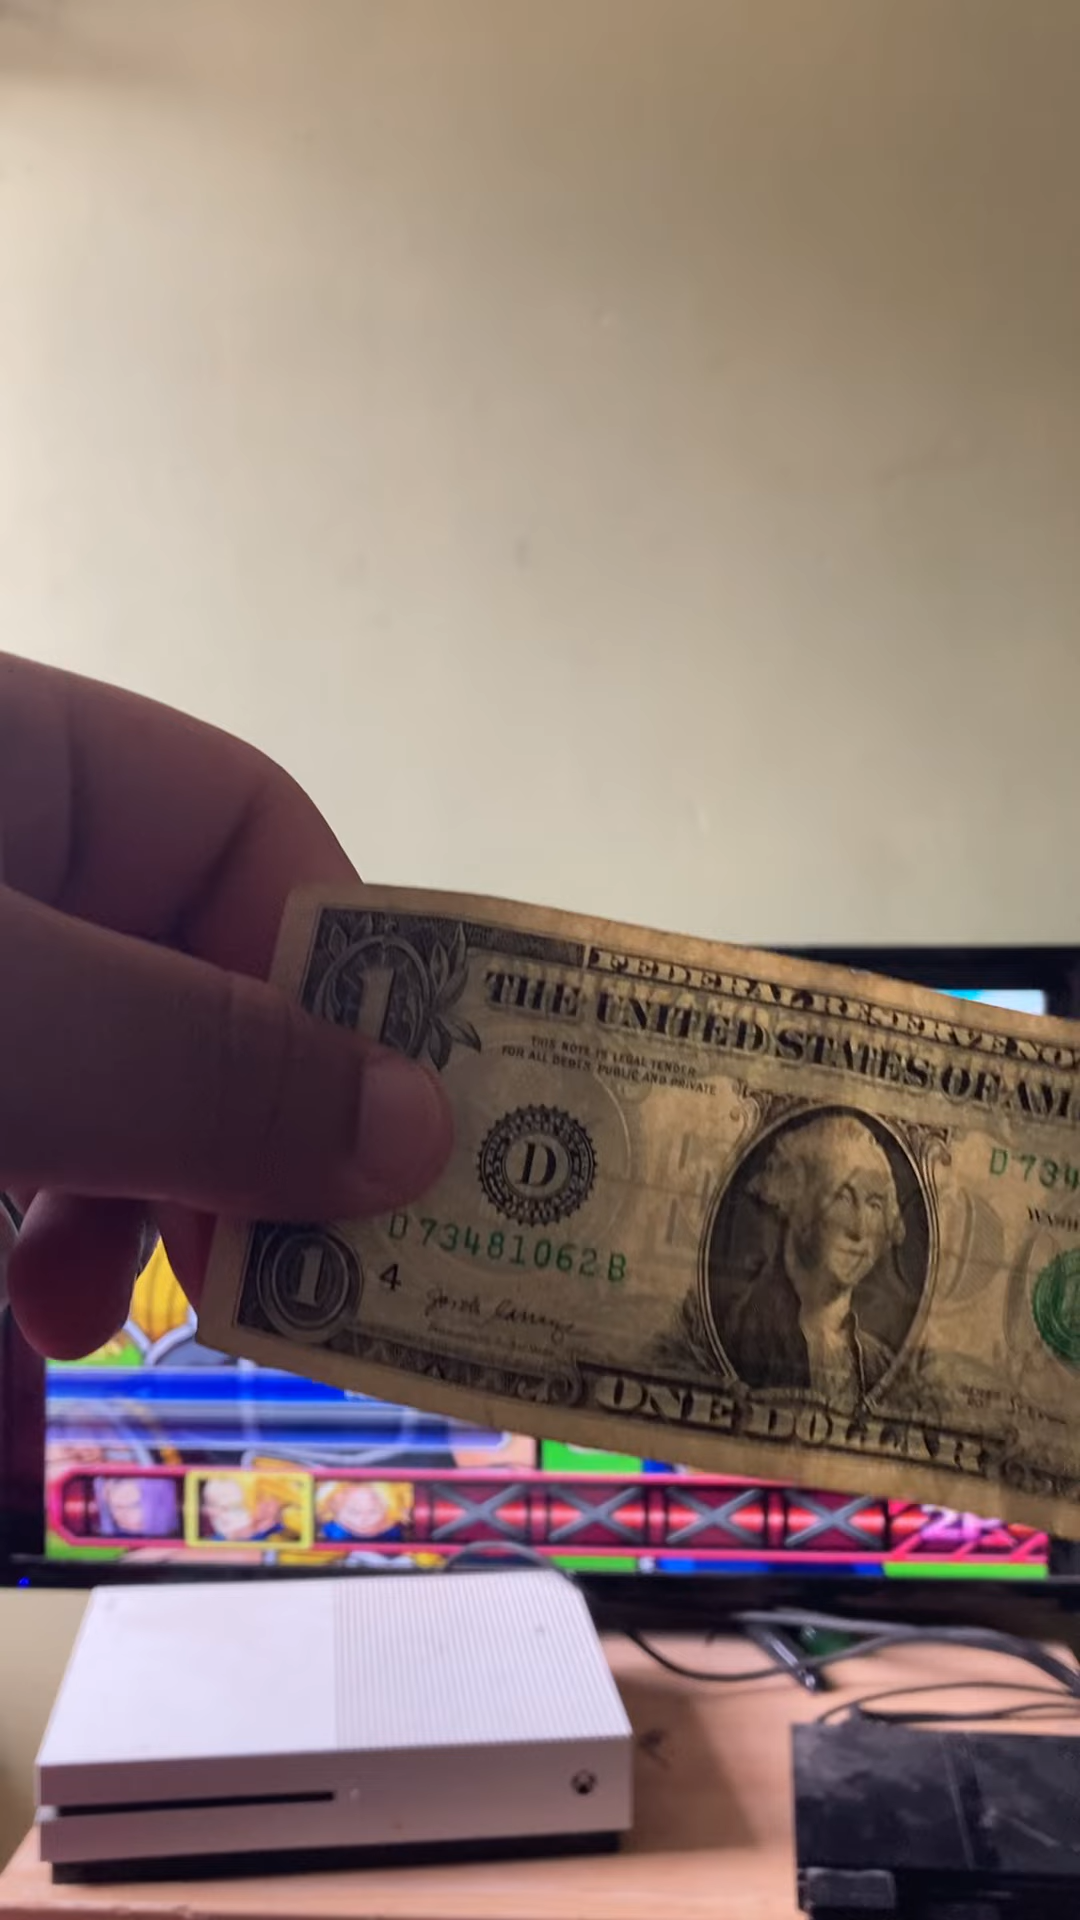 FEDERAL RESERVE NO
THE UNITED STATES OF AM
THIS NOTE IS LEGAL TENDER
FOR ALL DEBTS, PUBLIC AND PRIVATE
1
D
D 734
WASH
D 73481062 B
4
1
ONE DOLLAR